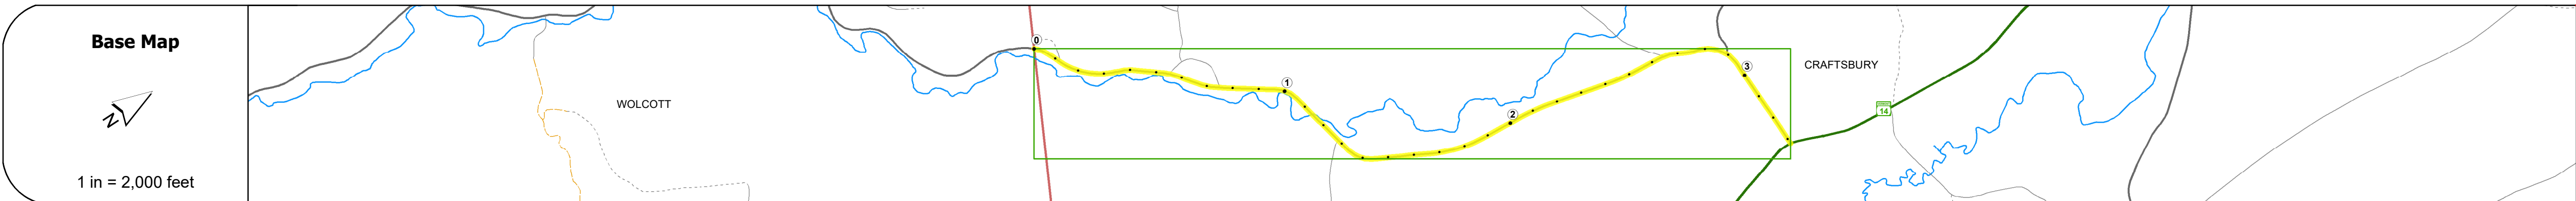 Base Map
N
1 in = 2,000 feet
WOLCOTT
0
1
2
3
CRAFTSBURY
14